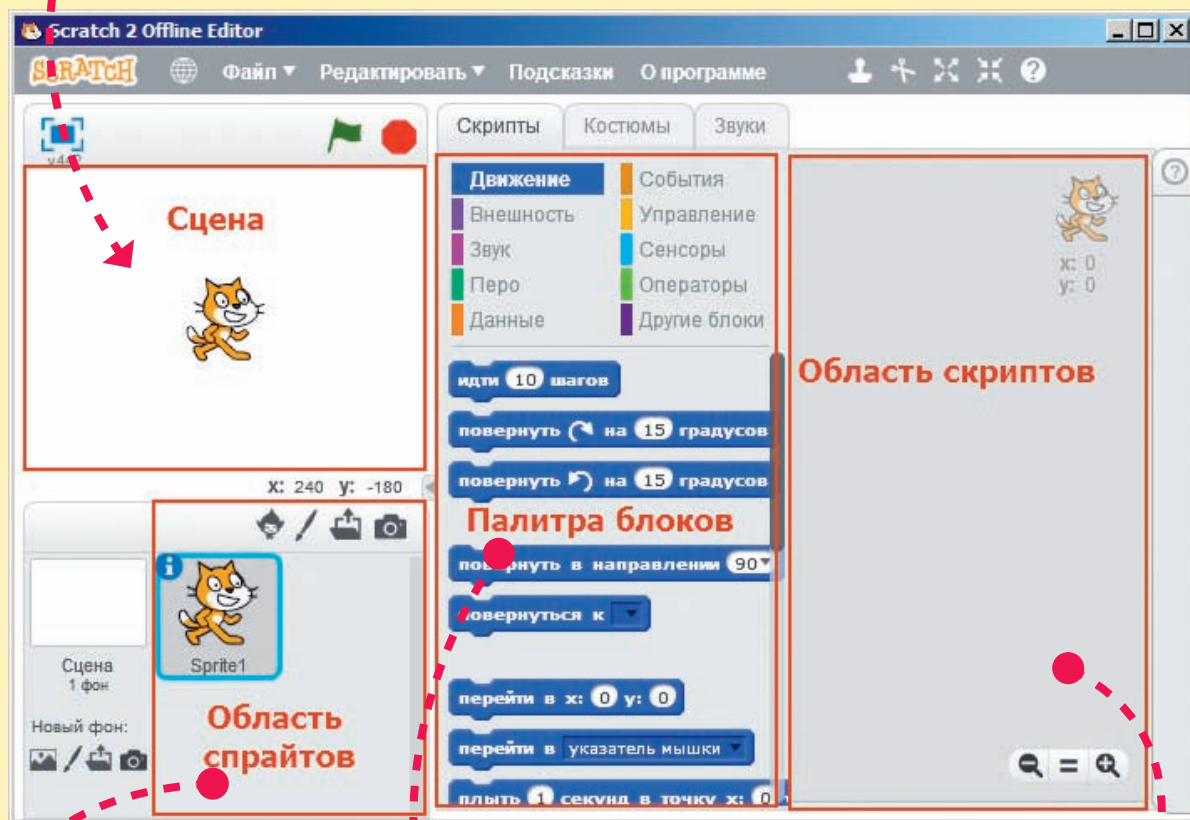 Scratch 2 Offline Editor
SCRATCH Файл Редактировать Подсказки О программе
Скрипты Костюмы Звуки
Сцена
x: 240 y: -180
Sprite1
Сцена
1 фон
Новый фон:
Область
спрайтов
Движение События
Внешность Управление
Звук Сенсоры
Перо Операторы
Данные Другие блоки
идти 10 шагов
повернуть на 15 градусов
повернуть на 15 градусов
Палитра блоков
повернуть в направлении 90
повернуться к
перейти в x: 0 y: 0
перейти в указатель мышки
плыть 1 секунд в точку x: 0
x: 0
y: 0
Область скриптов